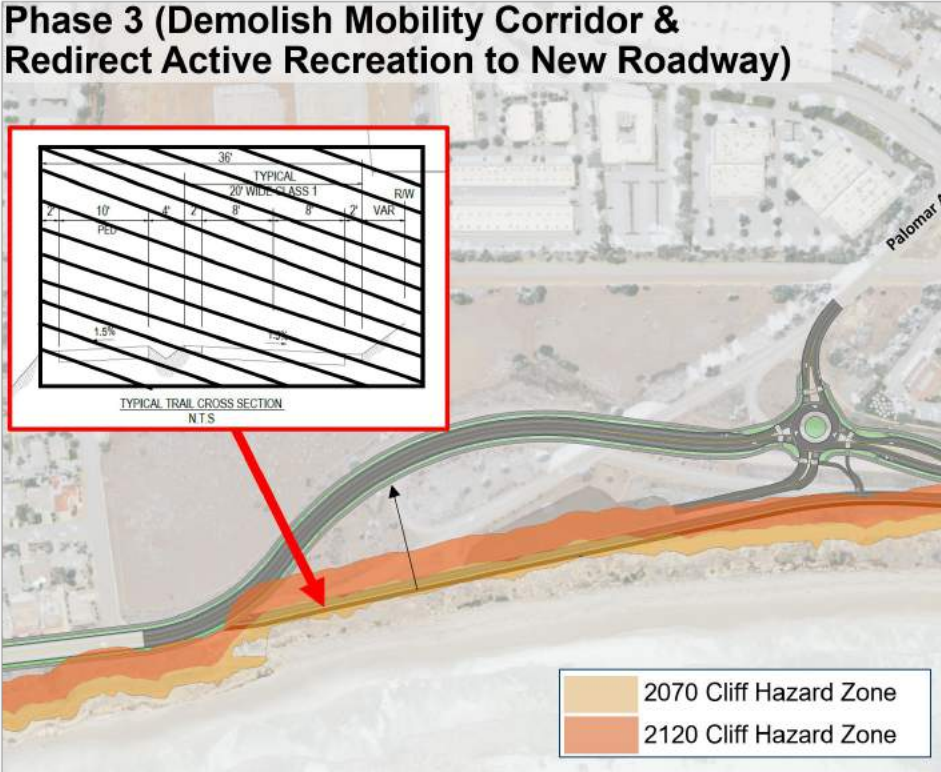 Phase 3 (Demolish Mobility Corridor &
Redirect Active Recreation to New Roadway)
36'
TYPICAL
20' WIDE CLASS 1
R/W
2' 10' 4' 2' 8' 8' 2' VAR
PED
1.5% 1.5%
TYPICAL TRAIL CROSS SECTION
N.T.S
Palomar
2070 Cliff Hazard Zone
2120 Cliff Hazard Zone